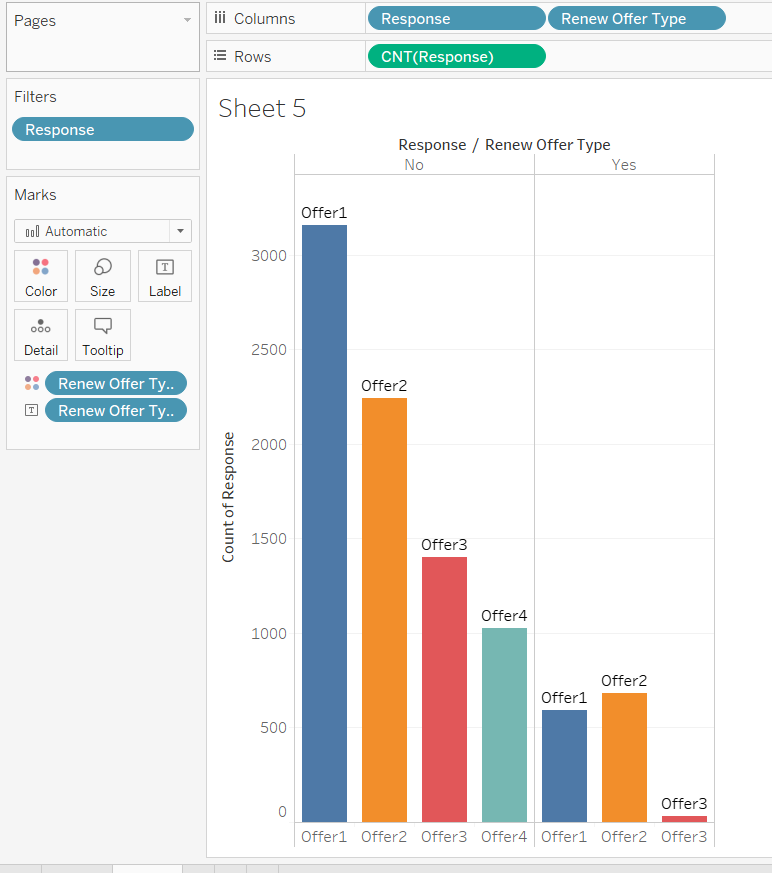 Pages
Columns
Response
Renew Offer Type
Rows
CNT(Response)
Filters
Response
Marks
Automatic
Color
Size
Label
Detail
Tooltip
Renew Offer Ty..
Renew Offer Ty..
Sheet 5
Response / Renew Offer Type
No
Yes
Count of Response
3000
2500
2000
1500
1000
500
0
Offer1
Offer2
Offer3
Offer4
Offer1
Offer2
Offer3
Offer1 Offer2 Offer3 Offer4 Offer1 Offer2 Offer3